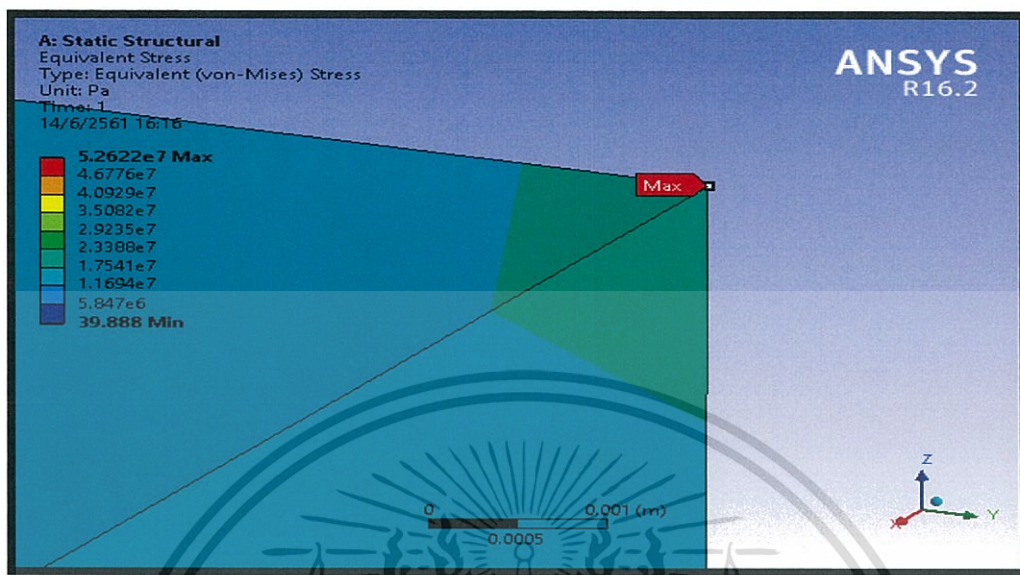 A: Static Structural
Equivalent Stress
Type: Equivalent (von-Mises) Stress
Unit: Pa
Time: 1
14/6/2561 16:16
ANSYS
R16.2
5.2622e7 Max
4.6776e7
4.0929e7
3.5082e7
2.9235e7
2.3388e7
1.7541e7
1.1694e7
5.847e6
39.888 Min
Max
0 0.001 (m)
0.0005
Z
Y
X